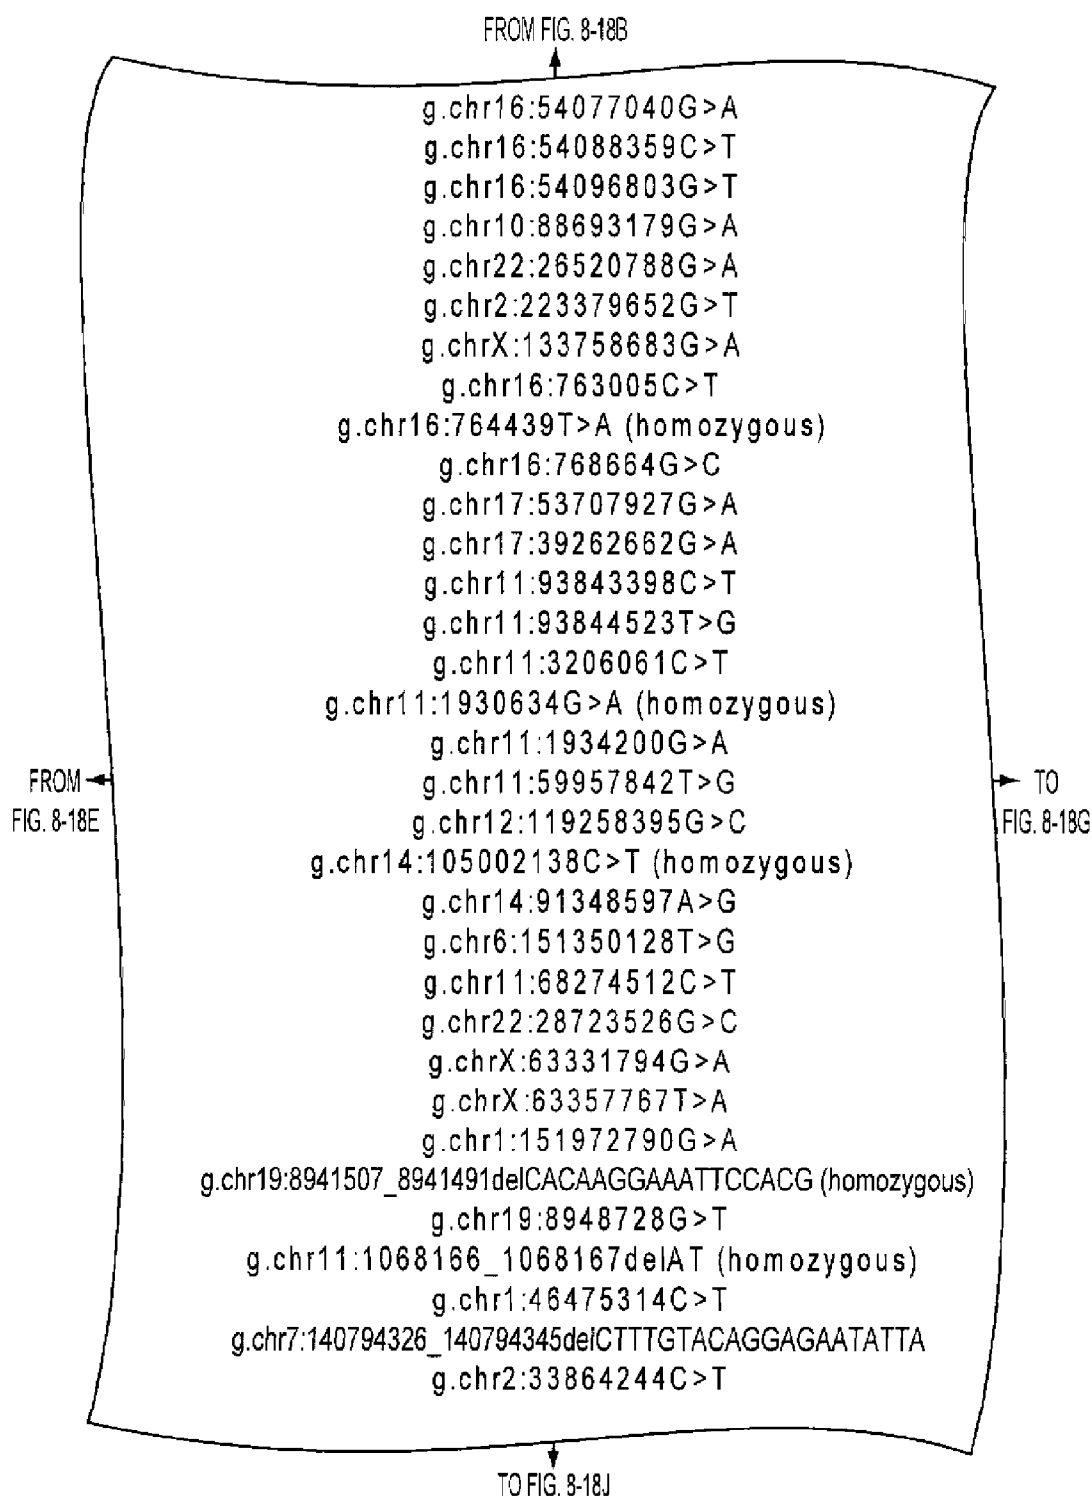 FROM FIG. 8-18B
g.chr16:54077040G>A
g.chr16:54088359C>T
g.chr16:54096803G>T
g.chr10:88693179G>A
g.chr22:26520788G>A
g.chr2:223379652G>T
g.chrX:133758683G>A
g.chr16:763005C>T
g.chr16:764439T>A (homozygous)
g.chr16:768664G>C
g.chr17:53707927G>A
g.chr17:39262662G>A
g.chr11:93843398C>T
g.chr11:93844523T>G
g.chr11:3206061C>T
g.chr11:1930634G>A (homozygous)
g.chr11:1934200G>A
g.chr11:59957842T>G
FROM
FIG. 8-18E
TO
FIG. 8-18G
g.chr12:119258395G>C
g.chr14:105002138C>T (homozygous)
g.chr14:91348597A>G
g.chr6:151350128T>G
g.chr11:68274512C>T
g.chr22:28723526G>C
g.chrX:63331794G>A
g.chrX:63357767T>A
g.chr1:151972790G>A
g.chr19:8941507_8941491delCACAAGGAAATTCCACG (homozygous)
g.chr19:8948728G>T
g.chr11:1068166_1068167delAT (homozygous)
g.chr1:46475314C>T
g.chr7:140794326_140794345delCTTTGTACAGGAGAATATTA
g.chr2:33864244C>T
TO FIG. 8-18J